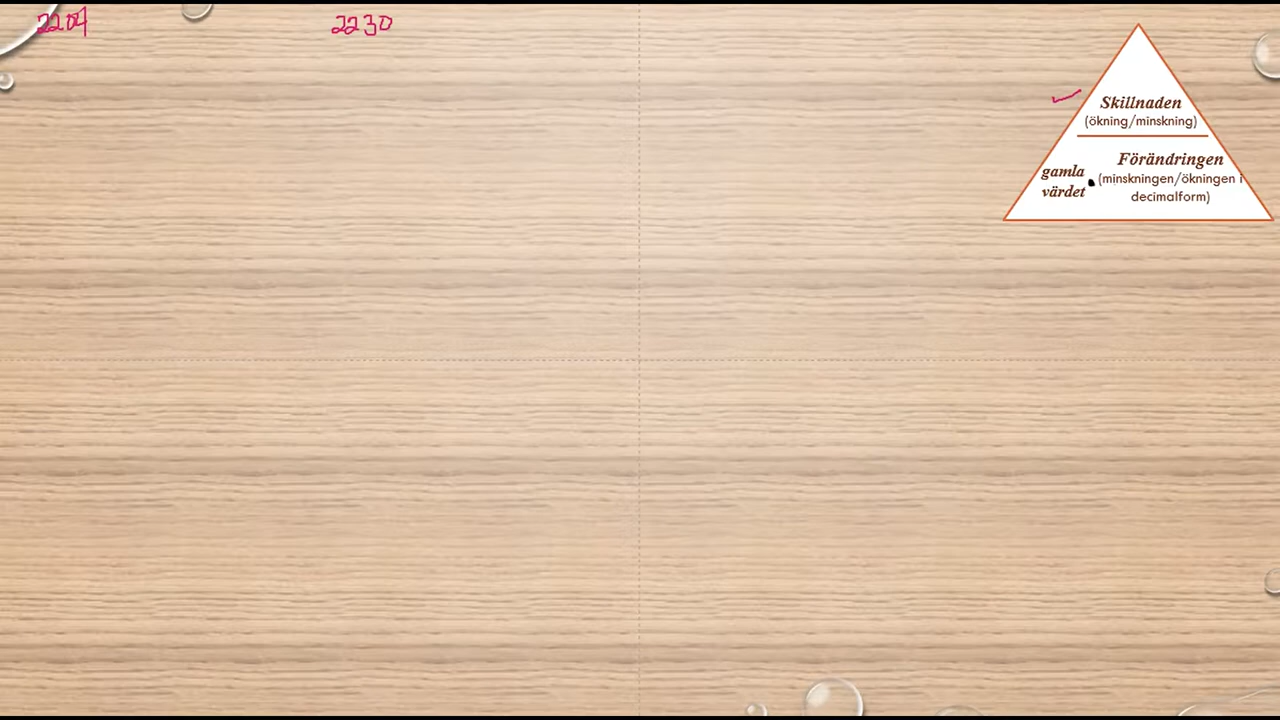 2204 2230
Skillnaden
(ökning/minskning)
gamla värdet
Förändringen
(minskningen/ökningen i
decimalform)